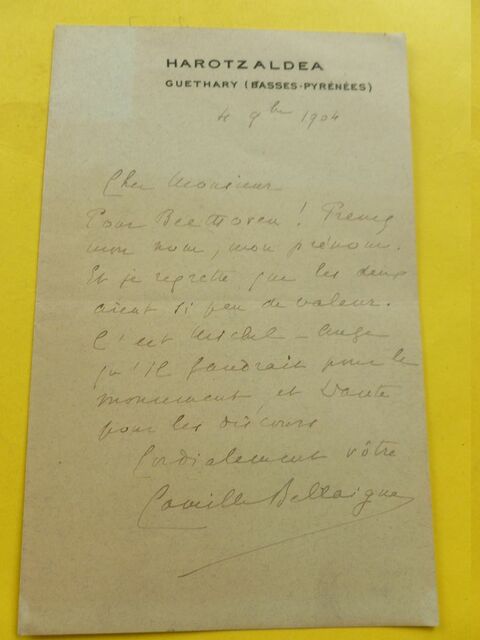 HAROTZALDEA
GUETHARY (BASSES-PYRÉNÉES)
4 9bre 1904
Cher Monsieur
Pour Beethoven ! Prenez
mon nom, mon prénom.
Et je regrette que les deux
aient si peu de valeur.
C'est Michel-Ange
qu'il faudrait pour le
monument, et Dante
pour les discours
Cordialement vôtre
Camille Bellaigue